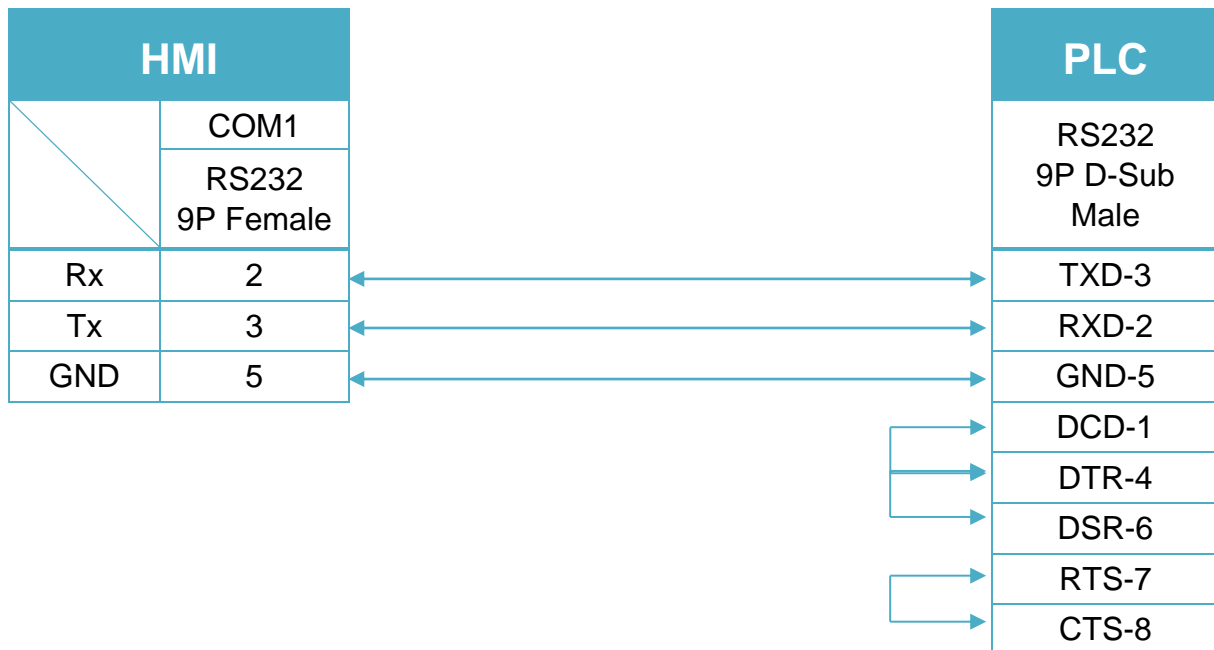 HMI
PLC
COM1
RS232
9P Female
RS232
9P D-Sub
Male
Rx 2 TXD-3
Tx 3 RXD-2
GND 5 GND-5
DCD-1
DTR-4
DSR-6
RTS-7
CTS-8